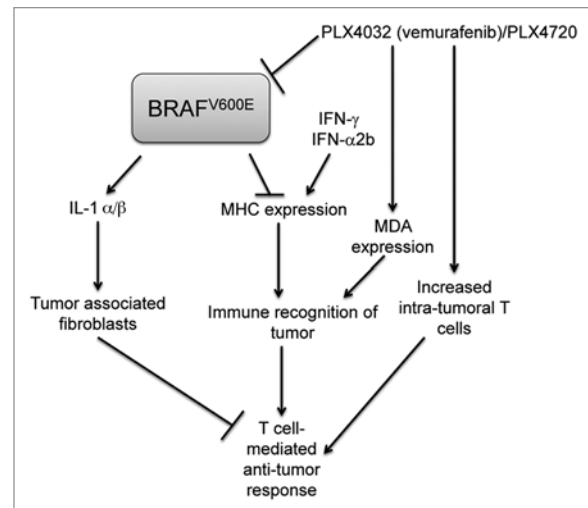 PLX4032 (vemurafenib)/PLX4720
BRAFV600E
IFN-γ
IFN-α2b
IL-1 α/β
MHC expression
MDA
expression
Tumor associated
fibroblasts
Immune recognition of
tumor
Increased
intra-tumoral T
cells
T cell-
mediated
anti-tumor
response